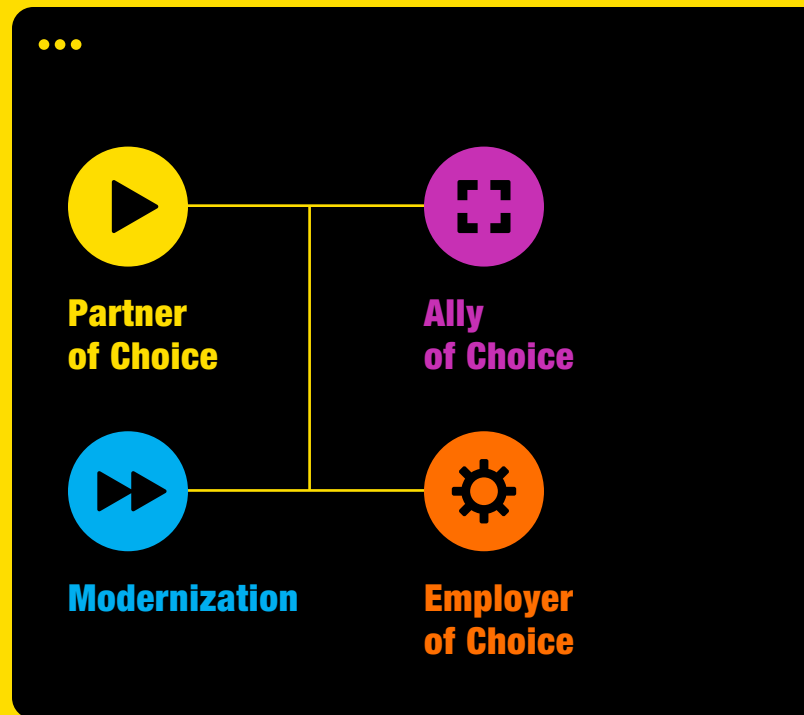 Partner
of Choice
Ally
of Choice
Modernization
Employer
of Choice